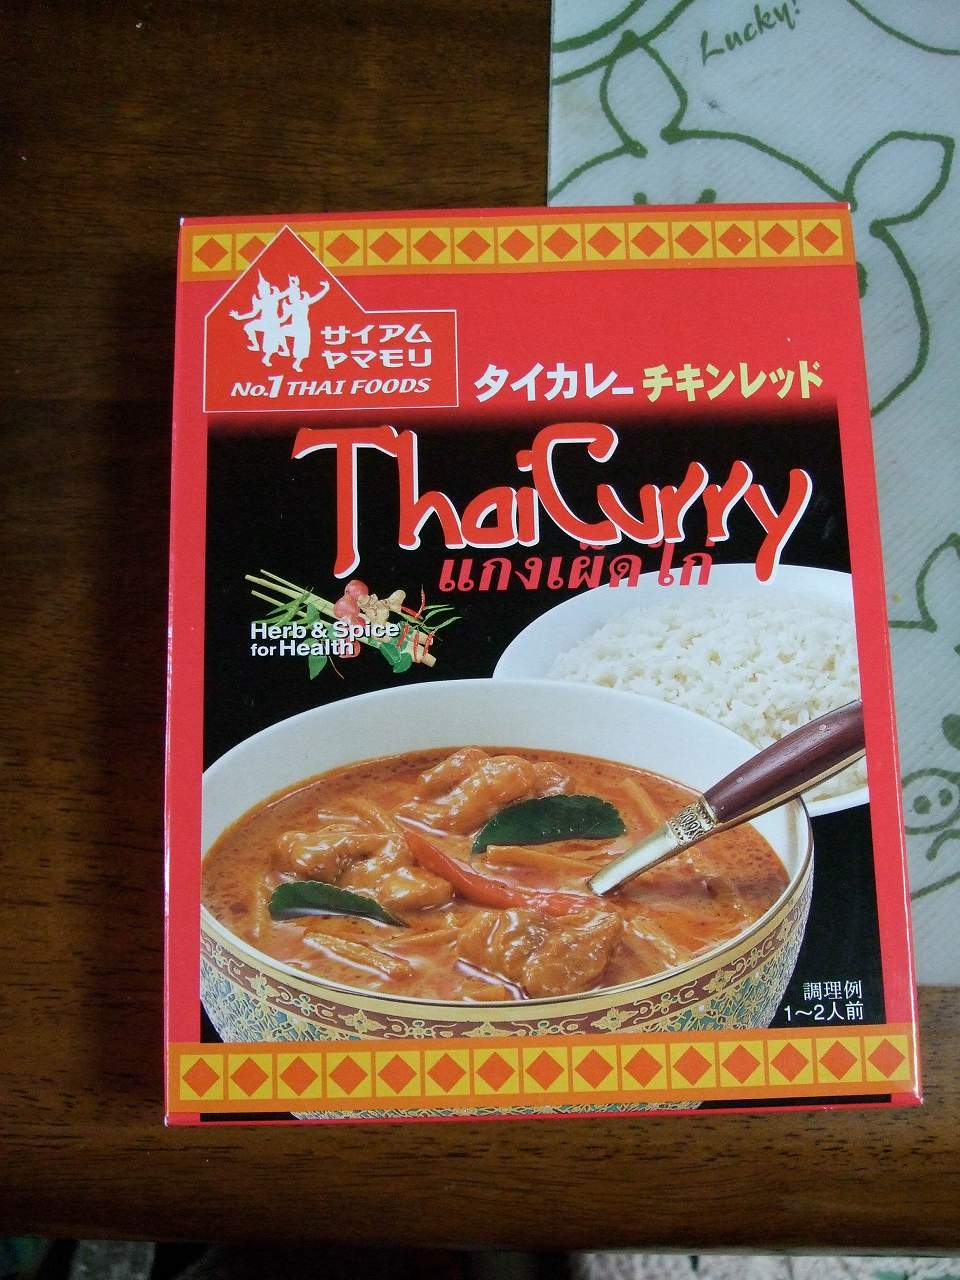 Lucky!
サイアム
ヤマモリ
No.1 THAI FOODS
タイカレー チキンレッド
Thai Curry
แกงเผ็ดไก่
Herb & Spice
for Health
調理例
1～2人前